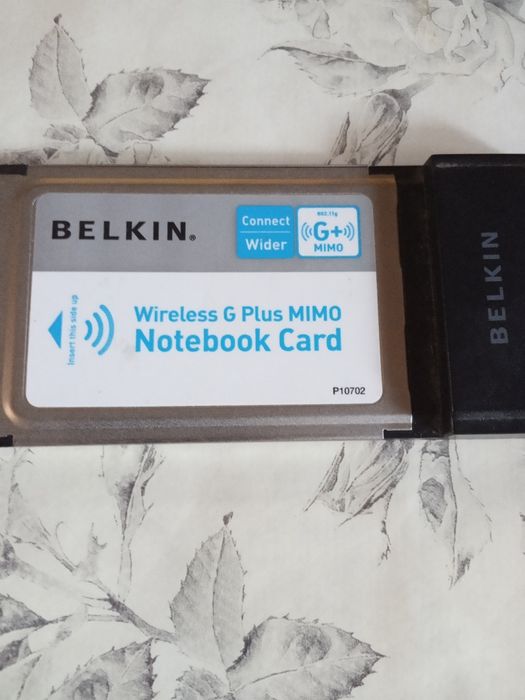 BELKIN®
Connect
Wider
802.11g
G+
MIMO
Insert this side up
Wireless G Plus MIMO
Notebook Card
P10702
BELKIN